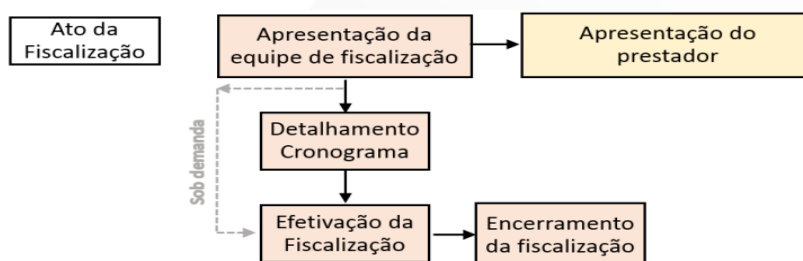 Ato da
Fiscalização
Apresentação da
equipe de fiscalização
Apresentação do
prestador
Sob demanda
Detalhamento
Cronograma
Efetivação da
Fiscalização
Encerramento
da fiscalização